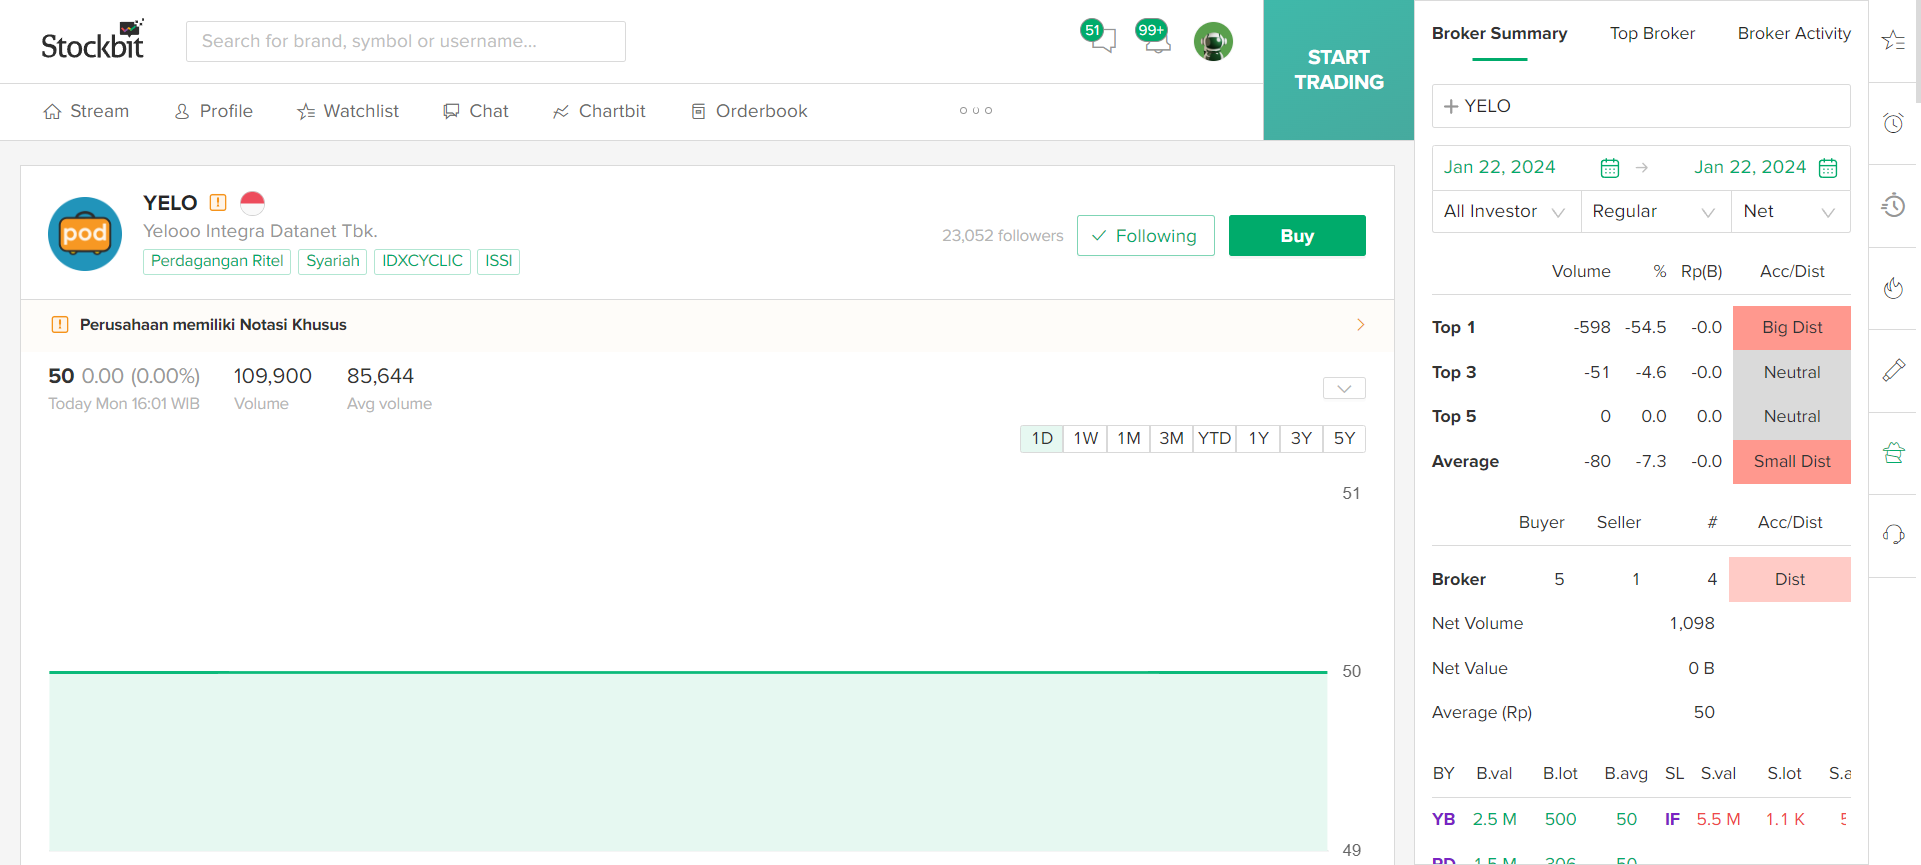 Stockbit
Search for brand, symbol or username...
51
99+
START
TRADING
Stream
Profile
Watchlist
Chat
Chartbit
Orderbook
pod
YELO
Yelooo Integra Datanet Tbk.
Perdagangan Ritel Syariah IDXCYCLIC ISSI
23,052 followers
Following
Buy
Perusahaan memiliki Notasi Khusus
50 0.00 (0.00%) 109,900 85,644
Today Mon 16:01 WIB Volume Avg volume
1D 1W 1M 3M YTD 1Y 3Y 5Y
51
50
49
Broker Summary Top Broker Broker Activity
YELO
Jan 22, 2024 Jan 22, 2024
All Investor Regular Net
Volume % Rp(B) Acc/Dist
Top 1 -598 -54.5 -0.0 Big Dist
Top 3 -51 -4.6 -0.0 Neutral
Top 5 0 0.0 0.0 Neutral
Average -80 -7.3 -0.0 Small Dist
Buyer Seller # Acc/Dist
Broker 5 1 4 Dist
Net Volume 1,098
Net Value 0 B
Average (Rp) 50
BY B.val B.lot B.avg SL S.val S.lot S.a
YB 2.5 M 500 50 IF 5.5 M 1.1 K
1.5 M 306 50